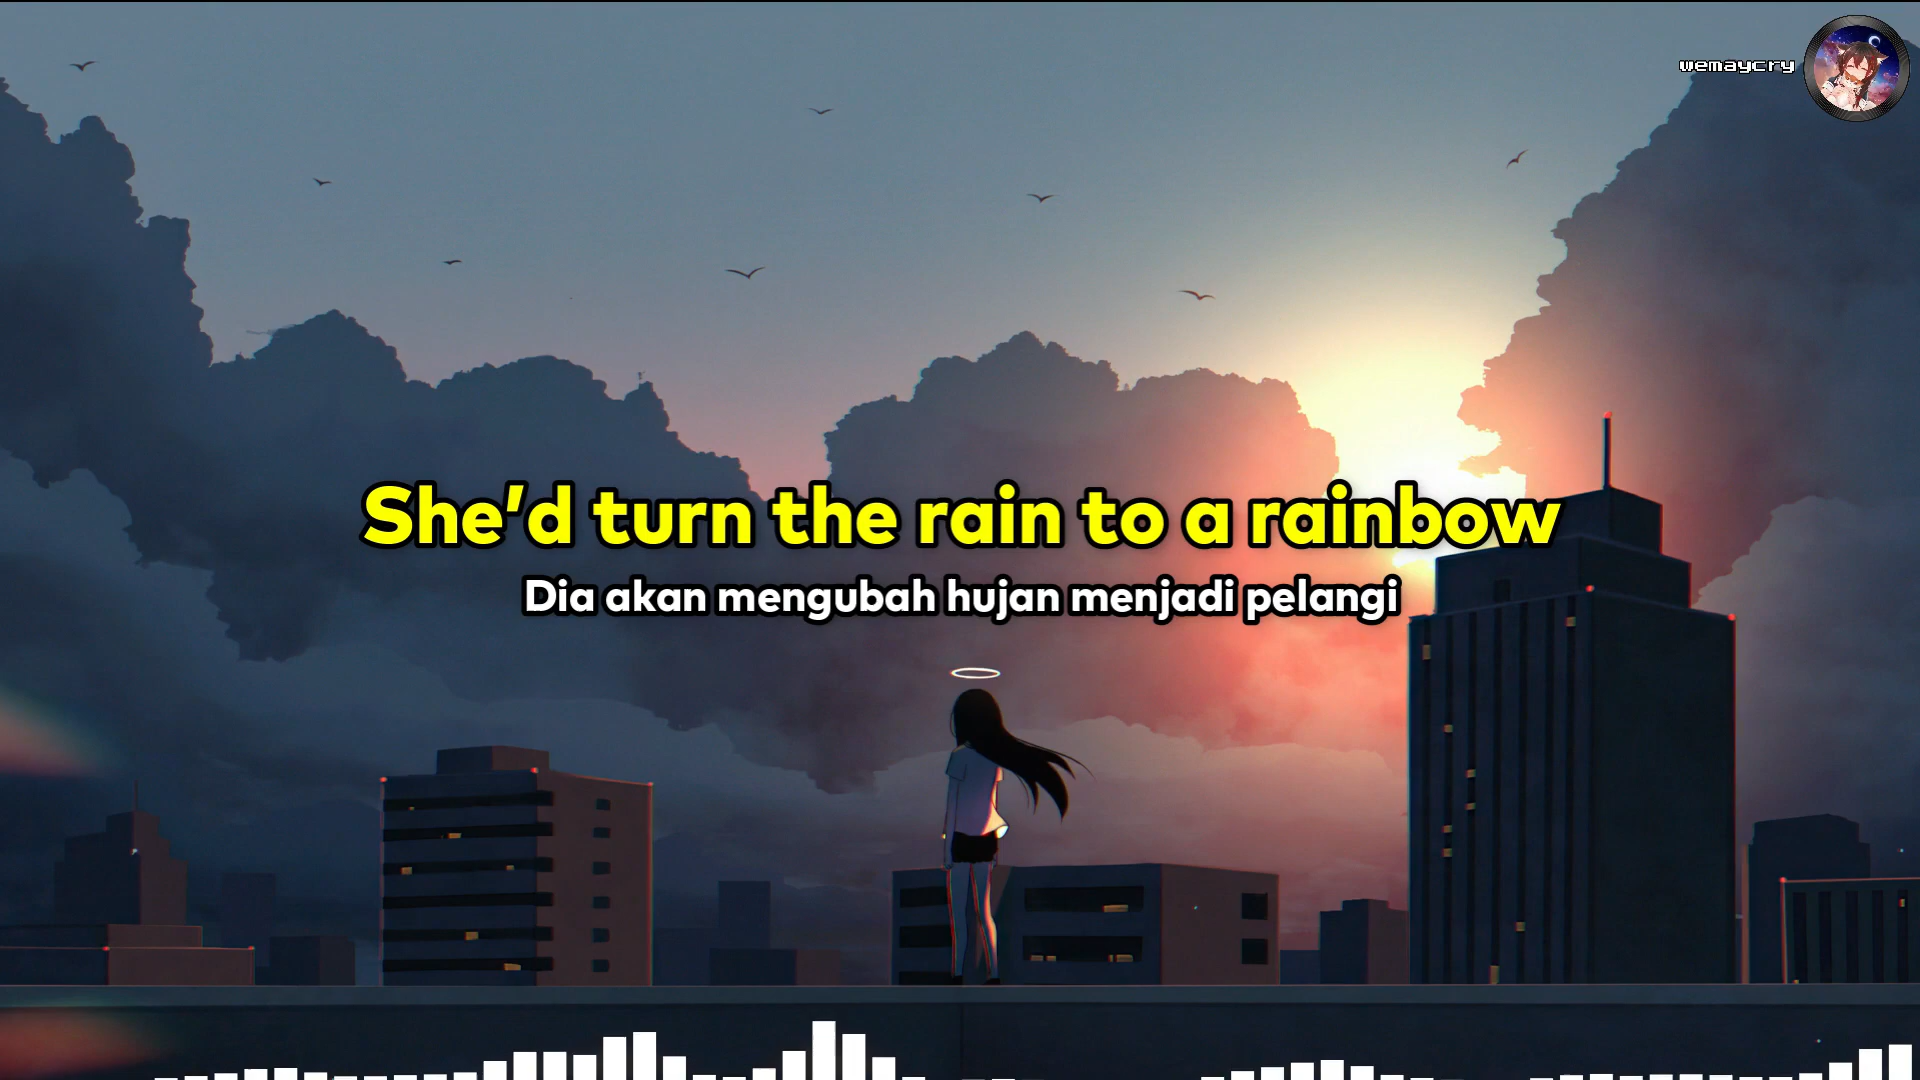 wemaycry
She'd turn the rain to a rainbow
Dia akan mengubah hujan menjadi pelangi